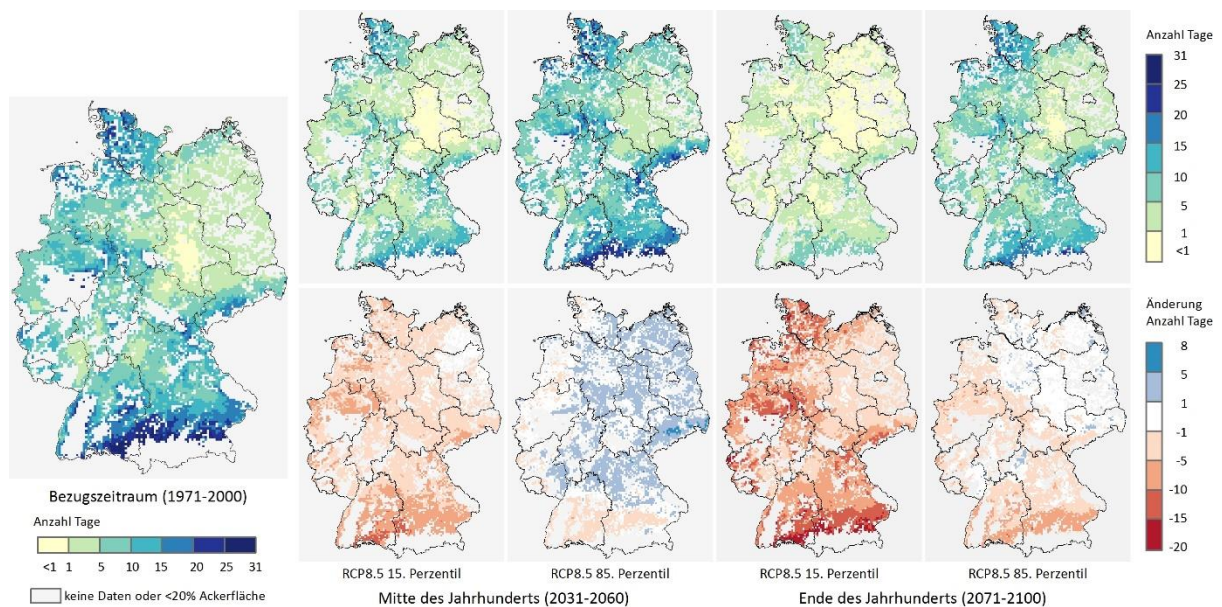 Anzahl Tage
31
25
20
15
10
5
1
<1
Änderung
Anzahl Tage
8
5
1
-1
-5
-10
-15
-20
Bezugszeitraum (1971-2000)
Anzahl Tage
<1 1 5 10 15 20 25 31
keine Daten oder <20% Ackerfläche
RCP8.5 15. Perzentil RCP8.5 85. Perzentil RCP8.5 15. Perzentil RCP8.5 85. Perzentil
Mitte des Jahrhunderts (2031-2060) Ende des Jahrhunderts (2071-2100)